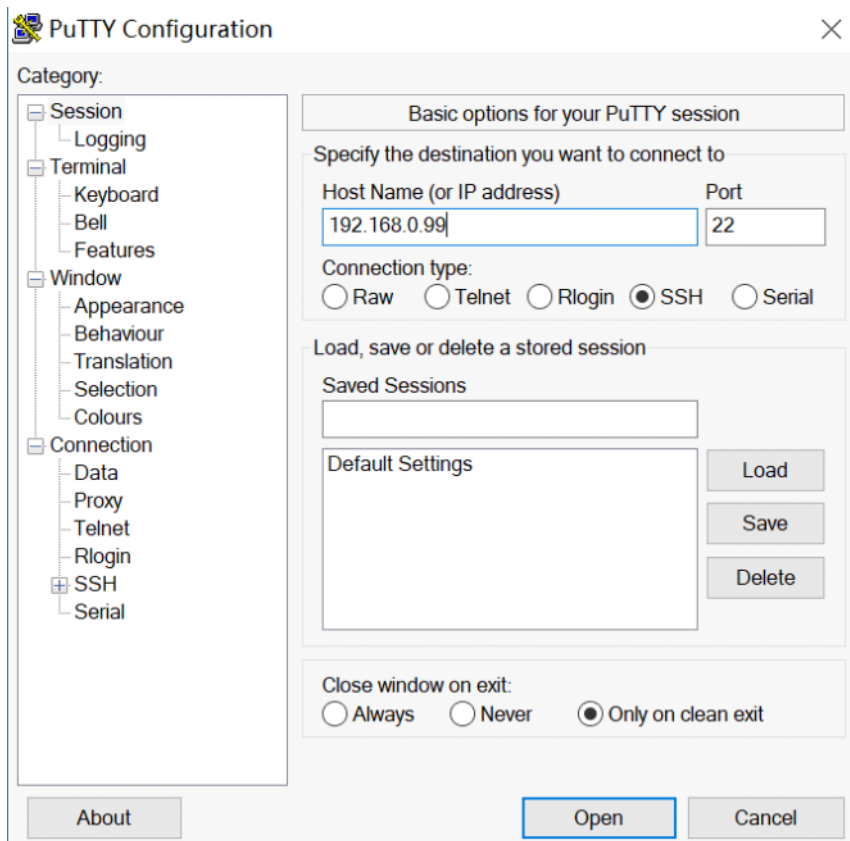 PuTTY Configuration
Category:
Session
Logging
Terminal
Keyboard
Bell
Features
Window
Appearance
Behaviour
Translation
Selection
Colours
Connection
Data
Proxy
Telnet
Rlogin
SSH
Serial
Basic options for your PuTTY session
Specify the destination you want to connect to
Host Name (or IP address) Port
192.168.0.99 22
Connection type:
Raw Telnet Rlogin SSH Serial
Load, save or delete a stored session
Saved Sessions
Default Settings
Load
Save
Delete
Close window on exit:
Always Never Only on clean exit
About Open Cancel